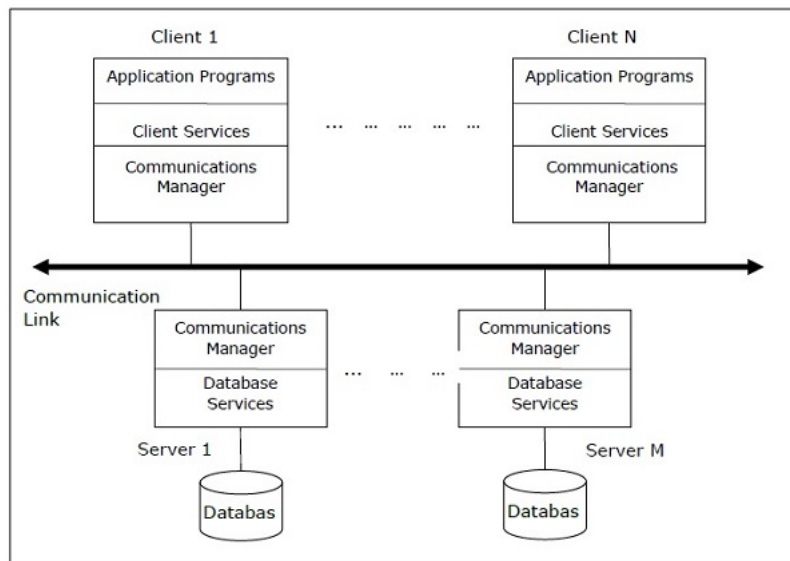 Client 1
Client N
Application Programs
Client Services
Communications
Manager
... ... ... ... ...
Application Programs
Client Services
Communications
Manager
Communication
Link
Communications
Manager
Database
Services
... ... ...
Communications
Manager
Database
Services
Server 1
Server M
Databas
Databas